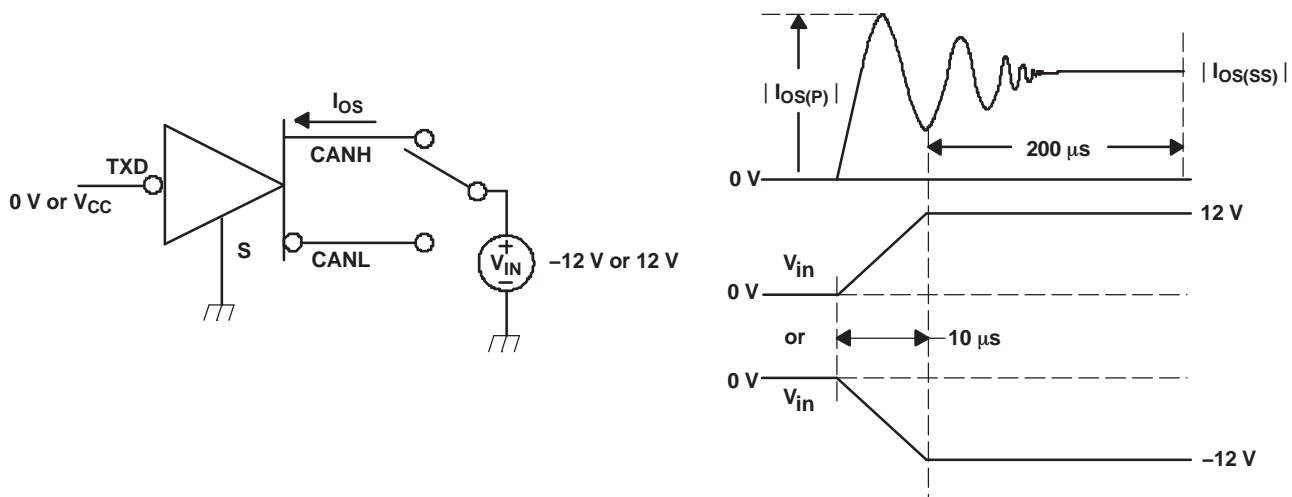 I_OS
CANH
TXD
0 V or V_CC
S
CANL
V_IN
+
–
–12 V or 12 V
| I_OS(P) |
| I_OS(SS) |
200 µs
0 V
12 V
V_in
0 V
or
10 µs
0 V
V_in
–12 V